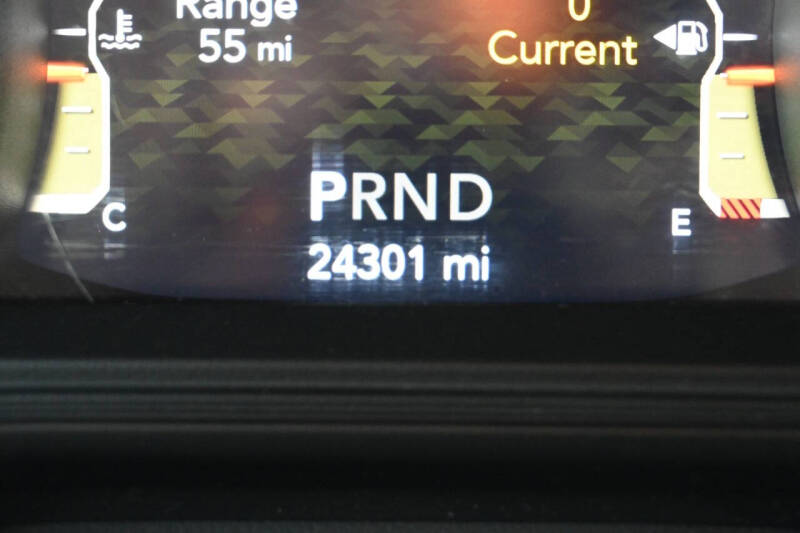 Range
55 mi
0
Current
PRND
C
E
24301 mi